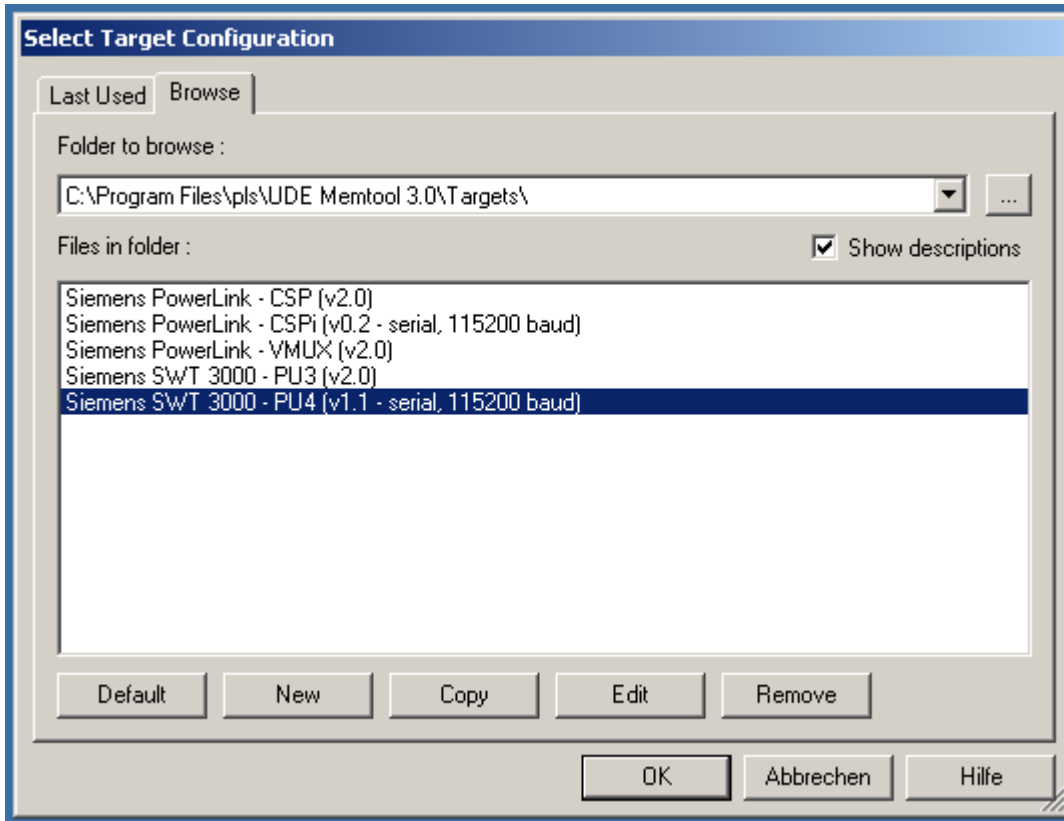 Select Target Configuration
Last Used Browse
Folder to browse :
C:\Program Files\pls\UDE Memtool 3.0\Targets\ ...
Files in folder : Show descriptions
Siemens PowerLink - CSP (v2.0)
Siemens PowerLink - CSPi (v0.2 - serial, 115200 baud)
Siemens PowerLink - VMUX (v2.0)
Siemens SWT 3000 - PU3 (v2.0)
Siemens SWT 3000 - PU4 (v1.1 - serial, 115200 baud)
Default New Copy Edit Remove
OK Abbrechen Hilfe